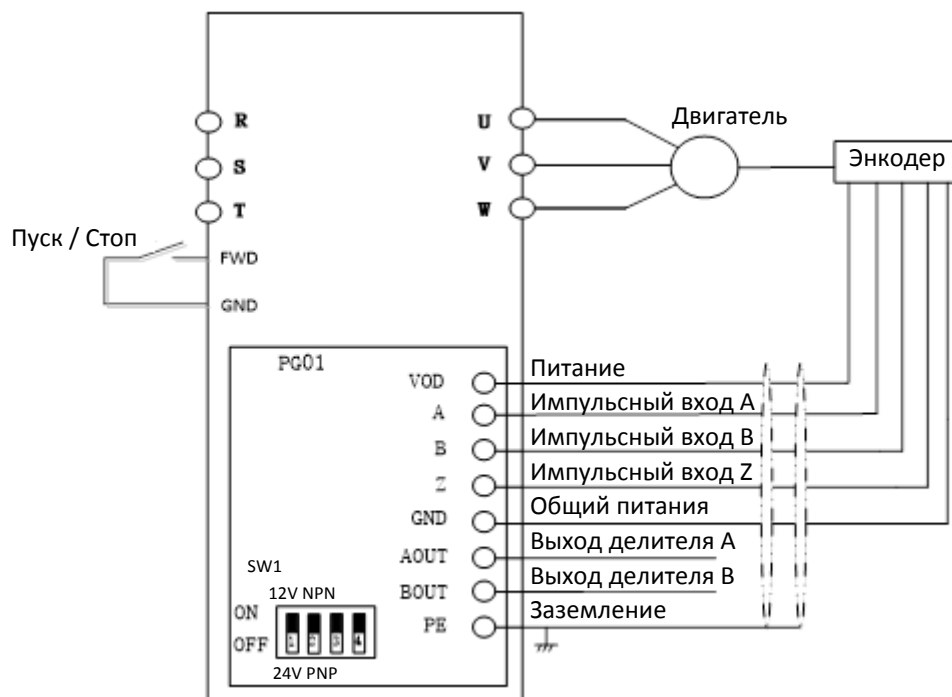 R
U
Двигатель
S
V
Энкодер
T
W
Пуск / Стоп
FWD
GND
PG01
VOD
Питание
A
Импульсный вход A
B
Импульсный вход B
Z
Импульсный вход Z
GND
Общий питания
AOUT
Выход делителя A
BOUT
Выход делителя B
PE
Заземление
SW1
12V NPN
ON
OFF
1 2 3 4
24V PNP